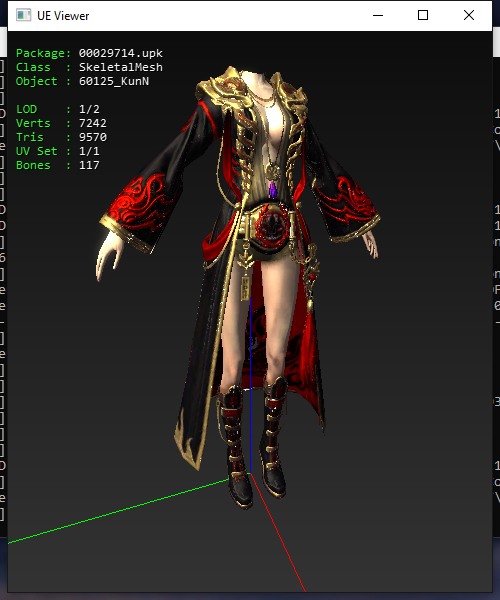 UE Viewer
Package: 00029714.upk
Class : SkeletalMesh
Object : 60125_KunN
LOD : 1/2
Verts : 7242
Tris : 9570
UV Set : 1/1
Bones : 117